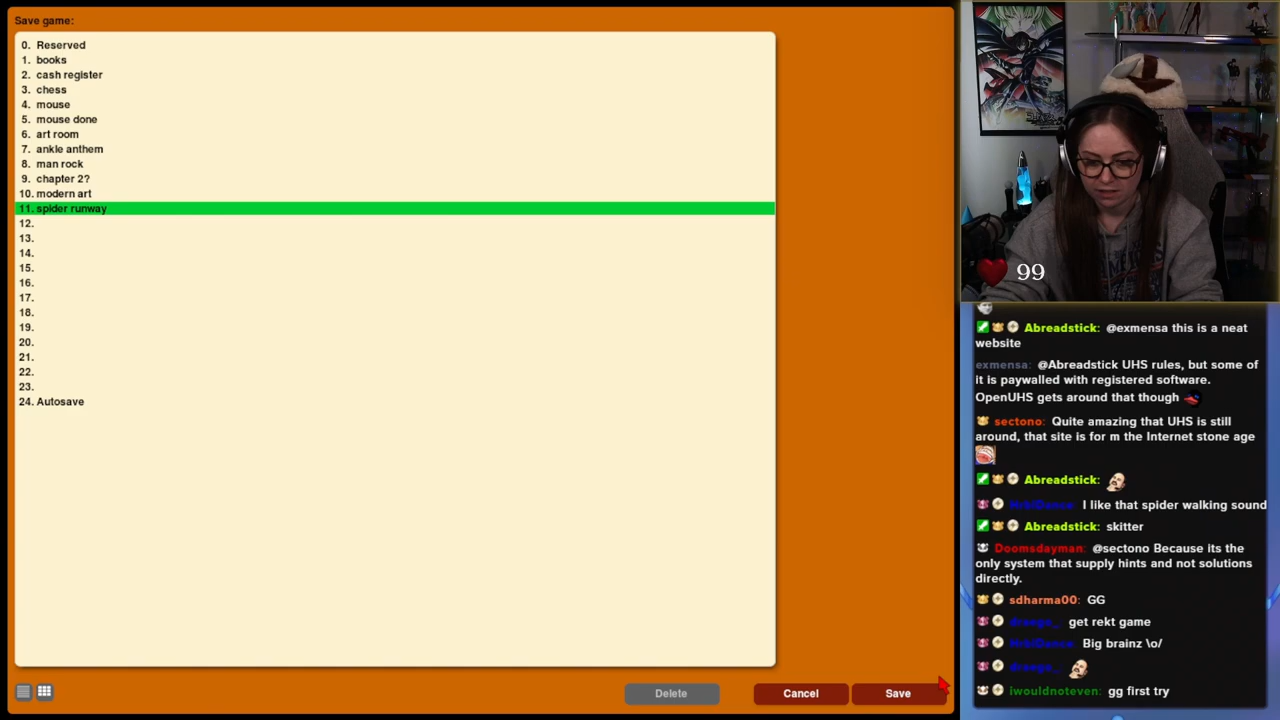 Save game:
0. Reserved
1. books
2. cash register
3. chess
4. mouse
5. mouse done
6. art room
7. ankle anthem
8. man rock
9. chapter 2?
10. modern art
11. spider runway
12.
13.
14.
15.
16.
17.
18.
19.
20.
21.
22.
23.
24. Autosave
Delete
Cancel
Save
99
Abreadstick: @exmensa this is a neat
website
exmensa: @Abreadstick UHS rules, but some of
it is paywalled with registered software.
OpenUHS gets around that though
sectono: Quite amazing that UHS is still
around, that site is for m the Internet stone age
Abreadstick:
I like that spider walking sound
Abreadstick: skitter
Doomsdayman: @sectono Because its the
only system that supply hints and not solutions
directly.
sdharma00: GG
get rekt game
Big brainz \o/
iwouldnoteven: gg first try